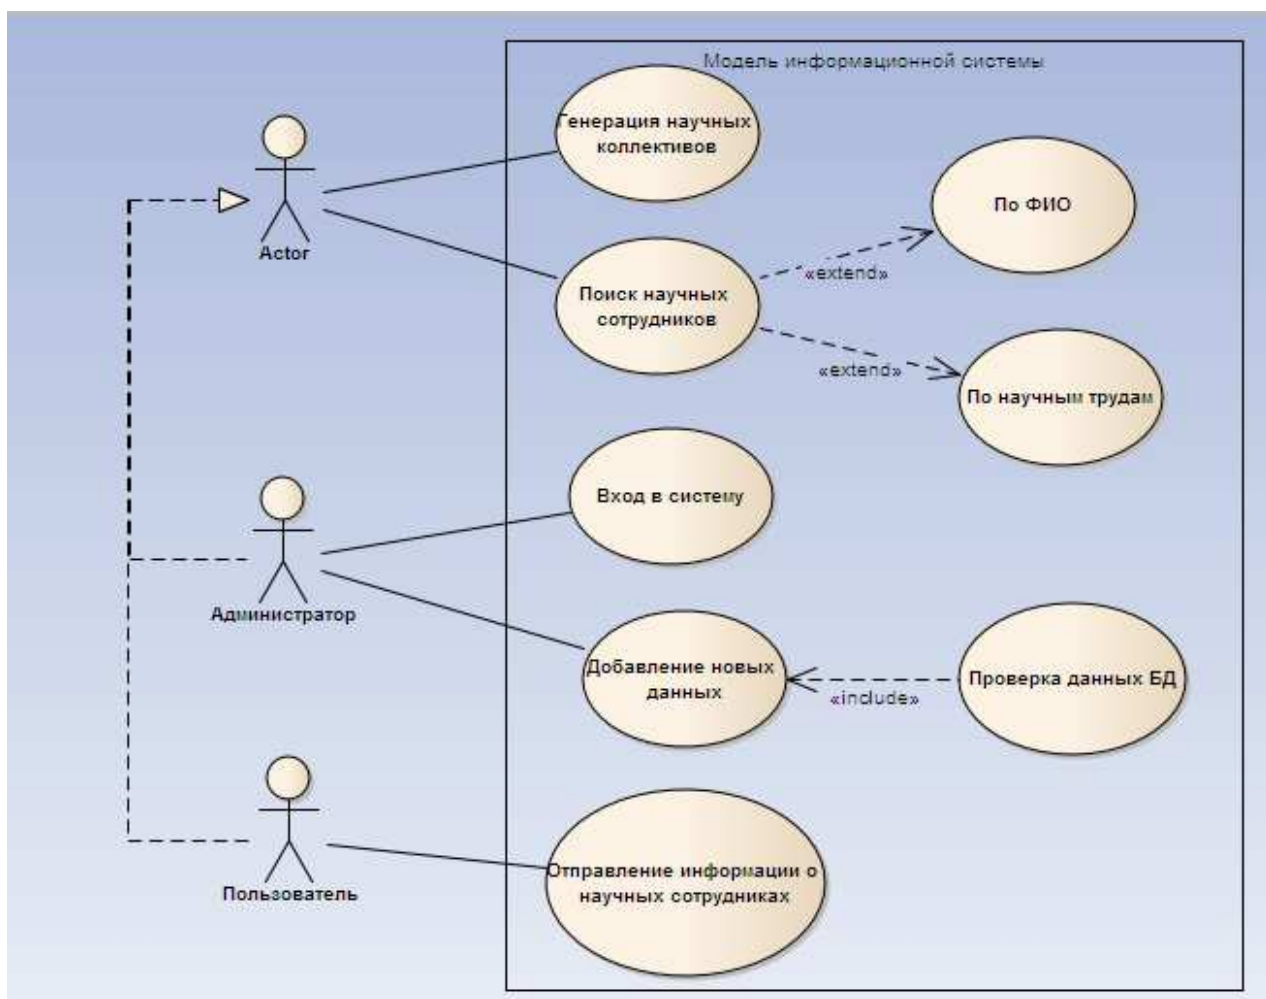 Модель информационной системы
Генерация научных
коллективов
По ФИО
Actor
«extend»
Поиск научных
сотрудников
«extend»
По научным трудам
Вход в систему
Администратор
Добавление новых
данных
«include»
Проверка данных БД
Отправление информации о
научных сотрудниках
Пользователь